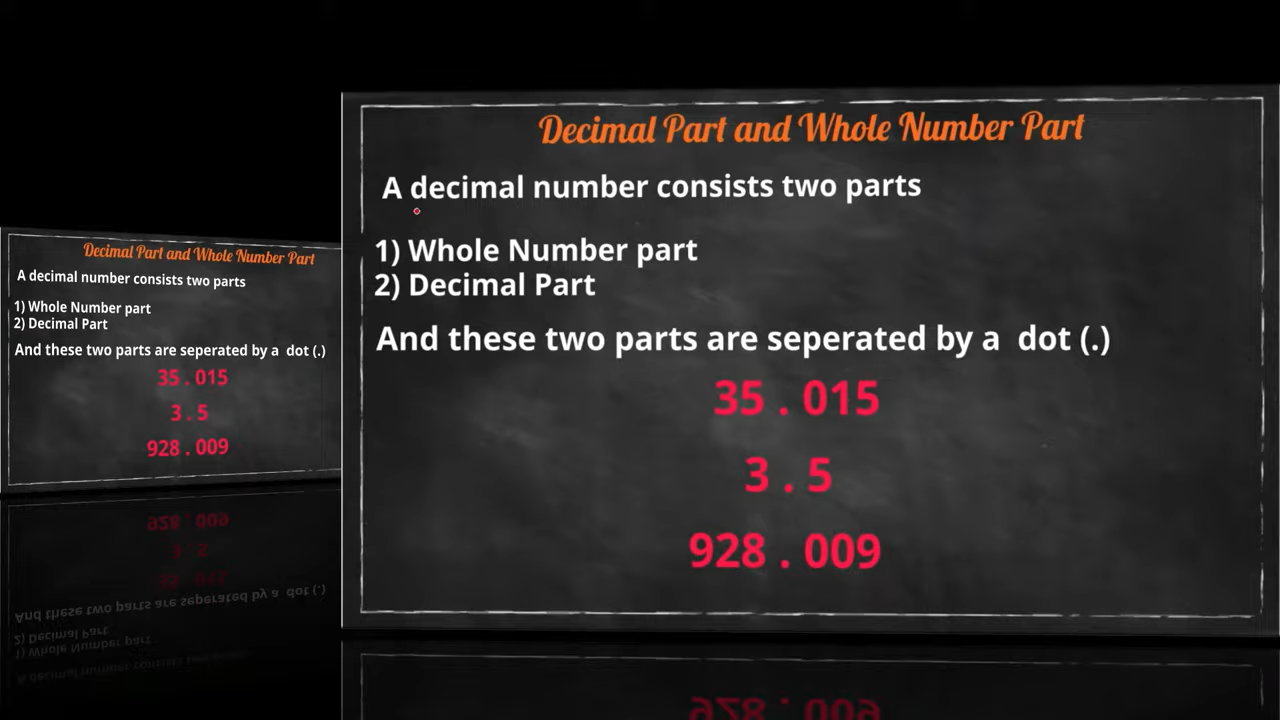 Decimal Part and Whole Number Part
A decimal number consists two parts
1) Whole Number part
2) Decimal Part
And these two parts are seperated by a dot (.)
35 . 015
3 . 5
928 . 009
Decimal Part and Whole Number Part
A decimal number consists two parts
1) Whole Number part
2) Decimal Part
And these two parts are seperated by a dot (.)
35 . 015
3 . 5
928 . 009